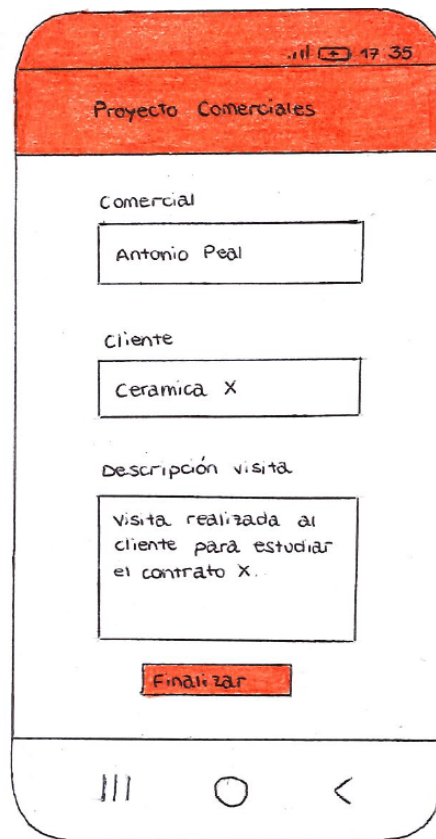 17 35
Proyecto Comerciales
Comercial
Antonio Peal
Cliente
Ceramica X
Descripción visita
Visita realizada al
cliente para estudiar
el contrato X.
Finalizar